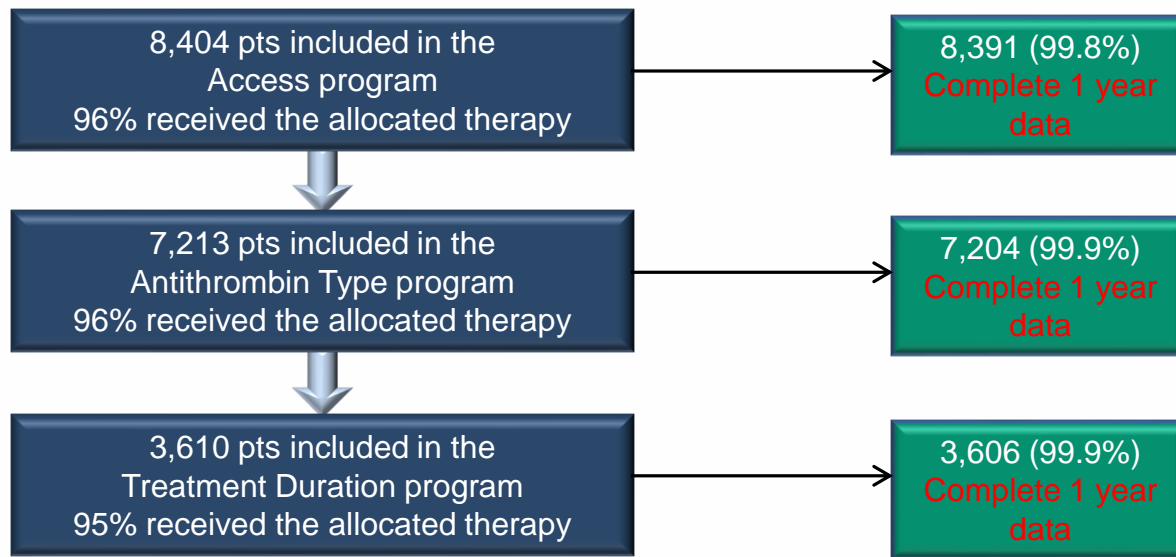 8,404 pts included in the
Access program
96% received the allocated therapy
8,391 (99.8%)
Complete 1 year
data
7,213 pts included in the
Antithrombin Type program
96% received the allocated therapy
7,204 (99.9%)
Complete 1 year
data
3,610 pts included in the
Treatment Duration program
95% received the allocated therapy
3,606 (99.9%)
Complete 1 year
data